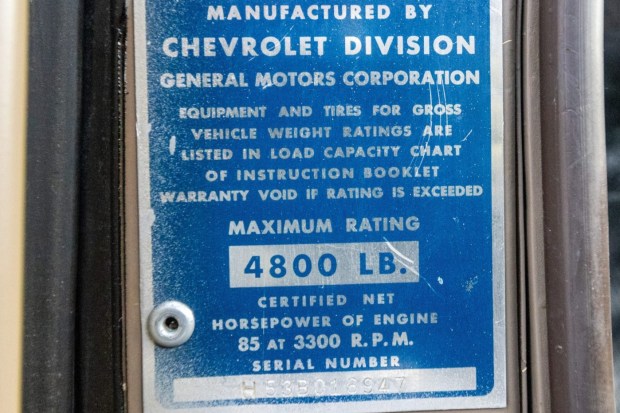 MANUFACTURED BY
CHEVROLET DIVISION
GENERAL MOTORS CORPORATION
EQUIPMENT AND TIRES FOR GROSS
VEHICLE WEIGHT RATINGS ARE
LISTED IN LOAD CAPACITY CHART
OF INSTRUCTION BOOKLET
WARRANTY VOID IF RATING IS EXCEEDED
MAXIMUM RATING
4800 LB.
CERTIFIED NET
HORSEPOWER OF ENGINE
85 AT 3300 R.P.M.
SERIAL NUMBER